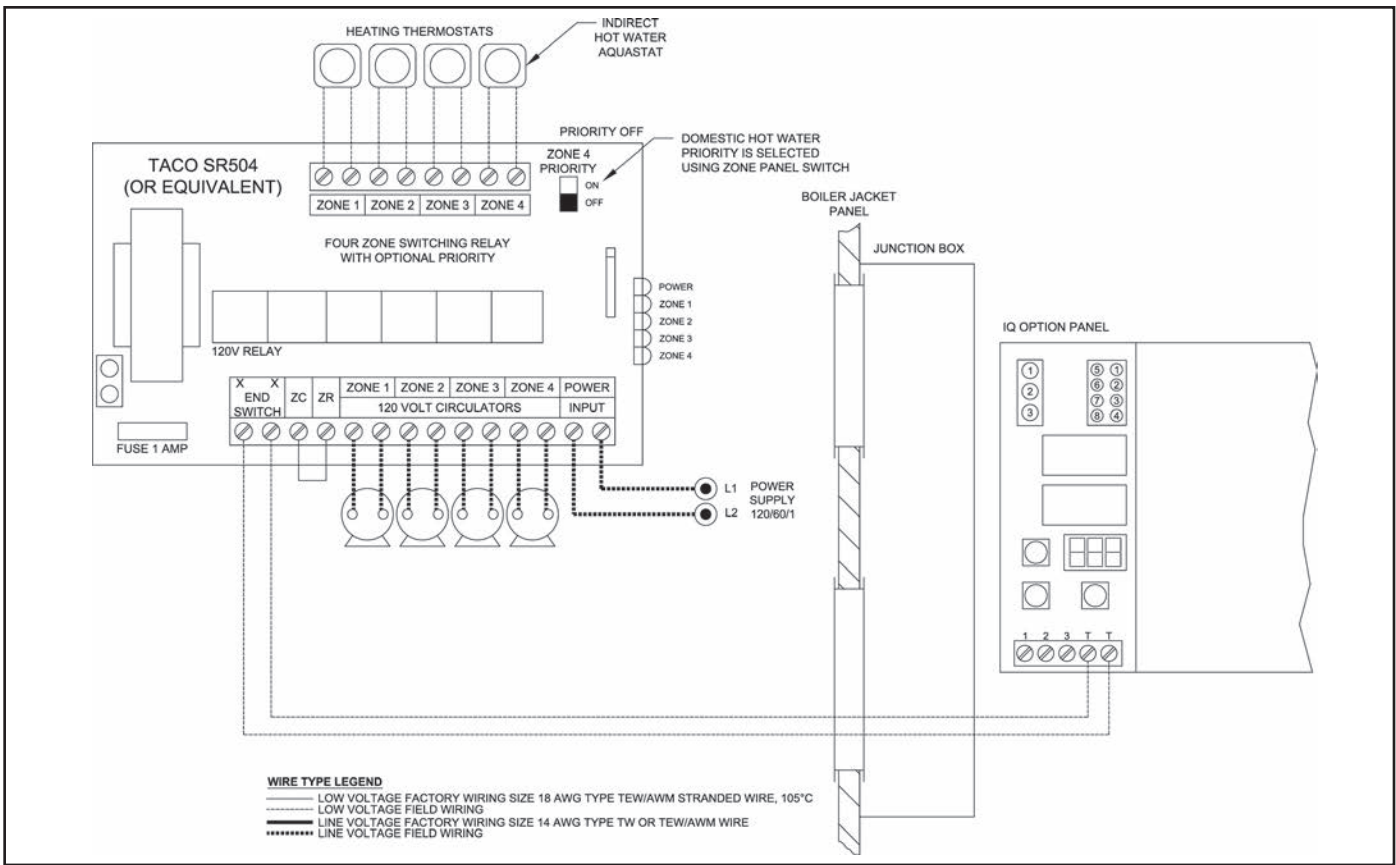 HEATING THERMOSTATS
INDIRECT
HOT WATER
AQUASTAT
PRIORITY OFF
TACO SR504
(OR EQUIVALENT)
ZONE 4
PRIORITY
ON
OFF
DOMESTIC HOT WATER
PRIORITY IS SELECTED
USING ZONE PANEL SWITCH
ZONE 1 ZONE 2 ZONE 3 ZONE 4
BOILER JACKET
PANEL
JUNCTION BOX
FOUR ZONE SWITCHING RELAY
WITH OPTIONAL PRIORITY
POWER
ZONE 1
ZONE 2
ZONE 3
ZONE 4
120V RELAY
IQ OPTION PANEL
1
2
3
5 1
6 2
7 3
8 4
X X
END
SWITCH
ZC ZR
ZONE 1 ZONE 2 ZONE 3 ZONE 4 POWER
120 VOLT CIRCULATORS INPUT
FUSE 1 AMP
L1
L2
POWER
SUPPLY
120/60/1
1 2 3 T T
WIRE TYPE LEGEND
LOW VOLTAGE FACTORY WIRING SIZE 18 AWG TYPE TEW/AWM STRANDED WIRE, 105°C
LOW VOLTAGE FIELD WIRING
LINE VOLTAGE FACTORY WIRING SIZE 14 AWG TYPE TW OR TEW/AWM WIRE
LINE VOLTAGE FIELD WIRING